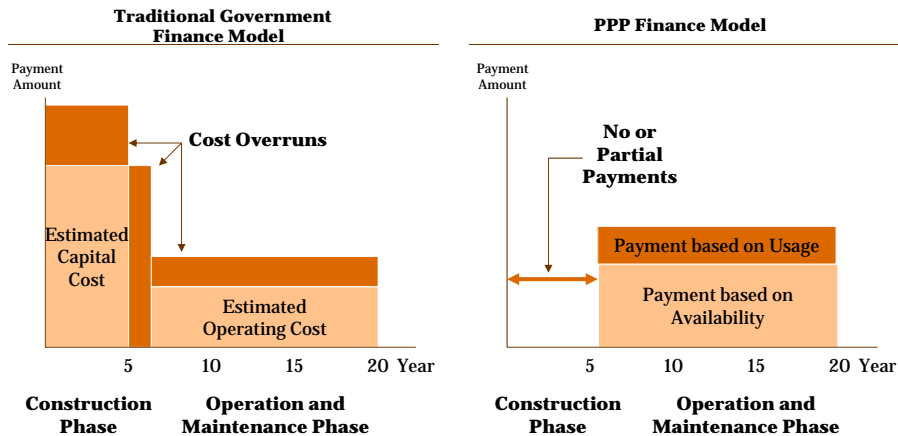 Traditional Government
Finance Model
Payment
Amount
Cost Overruns
Estimated
Capital
Cost
Estimated
Operating Cost
5 10 15 20 Year
Construction
Phase
Operation and
Maintenance Phase
PPP Finance Model
Payment
Amount
No or
Partial
Payments
Payment based on Usage
Payment based on
Availability
5 10 15 20 Year
Construction
Phase
Operation and
Maintenance Phase